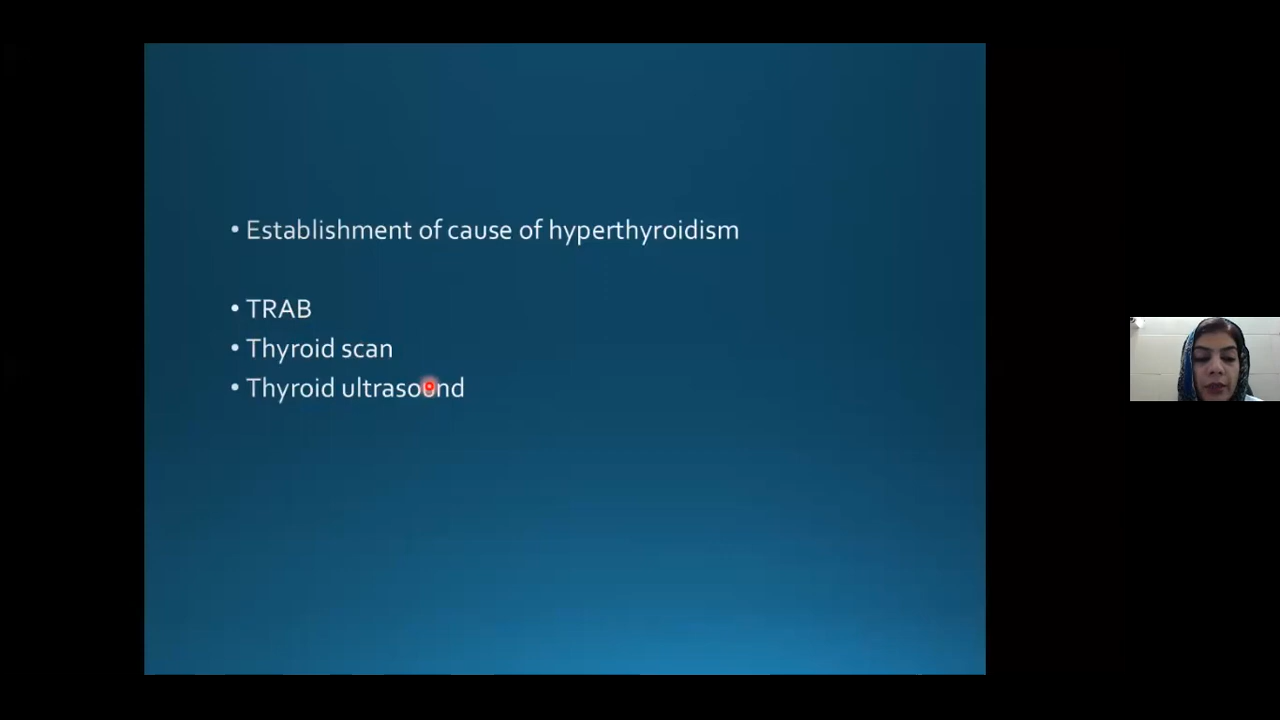 • Establishment of cause of hyperthyroidism
• TRAB
• Thyroid scan
• Thyroid ultrasound